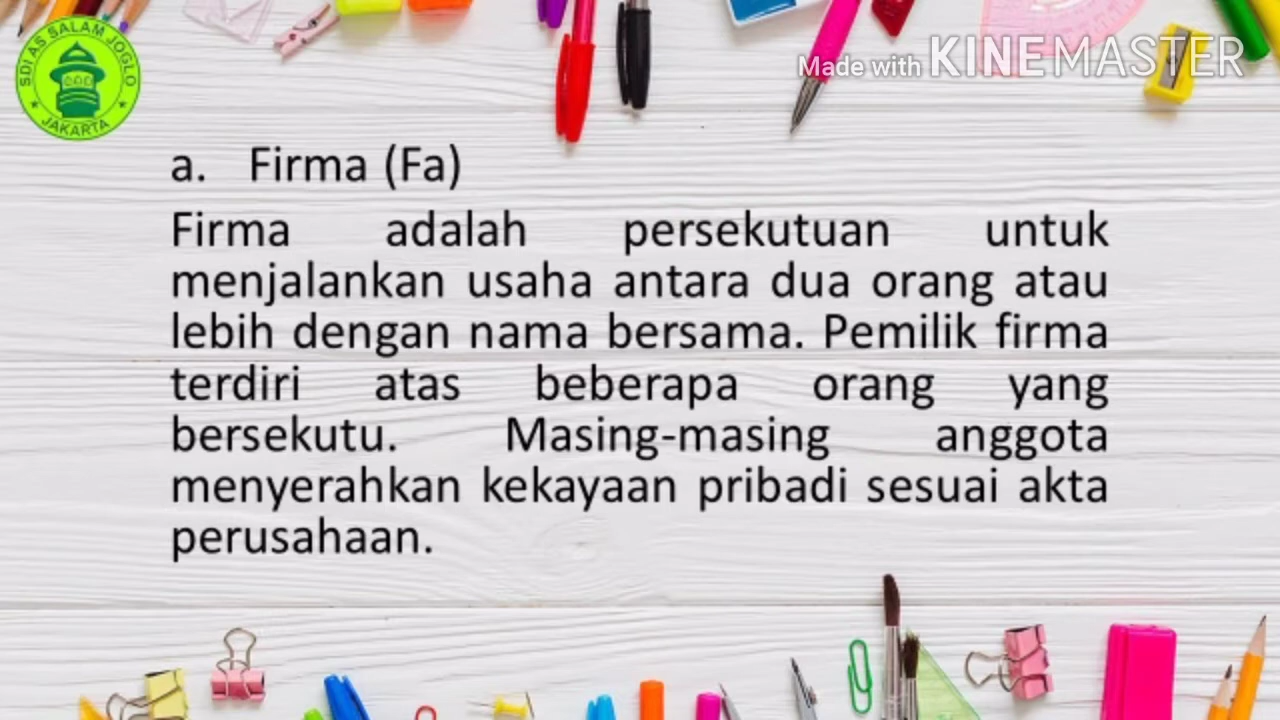 SDI AS SALAM JOGLO
JAKARTA
Made with KINEMASTER
a. Firma (Fa)
Firma adalah persekutuan untuk
menjalankan usaha antara dua orang atau
lebih dengan nama bersama. Pemilik firma
terdiri atas beberapa orang yang
bersekutu. Masing-masing anggota
menyerahkan kekayaan pribadi sesuai akta
perusahaan.